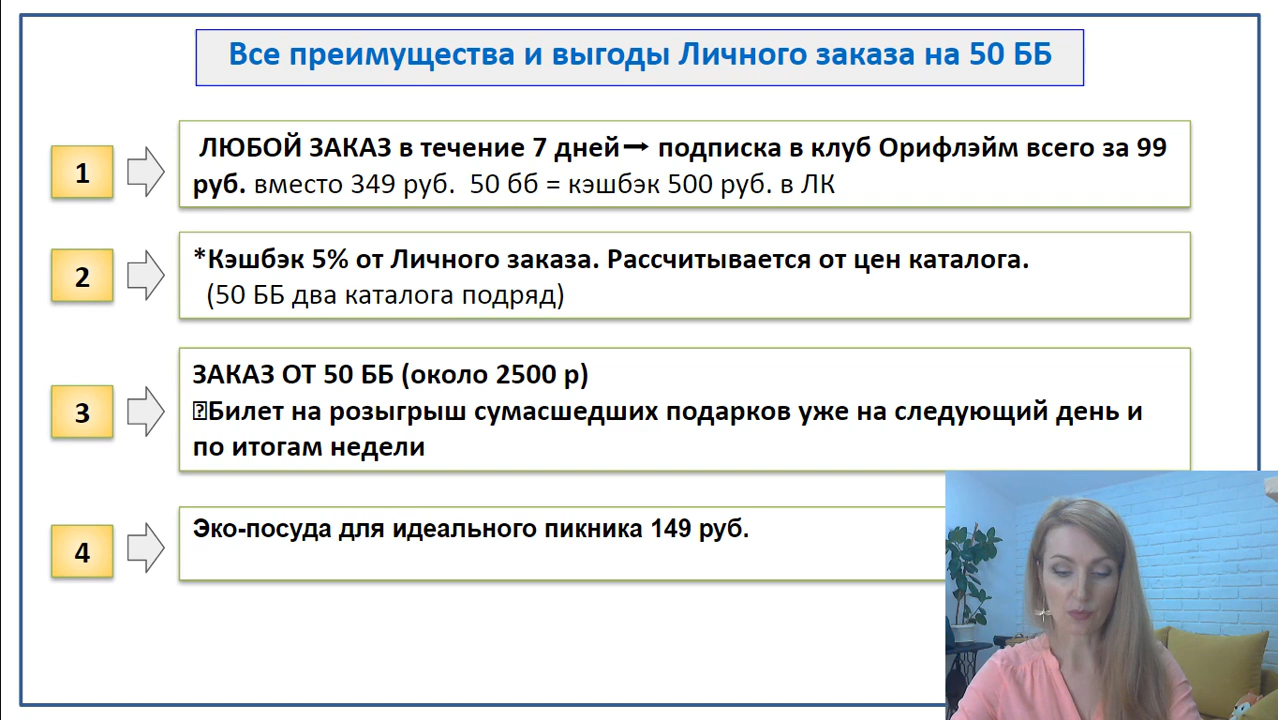 Все преимущества и выгоды Личного заказа на 50 ББ
1
ЛЮБОЙ ЗАКАЗ в течение 7 дней→ подписка в клуб Орифлэйм всего за 99
руб. вместо 349 руб. 50 бб = кэшбэк 500 руб. в ЛК
2
*Кэшбэк 5% от Личного заказа. Рассчитывается от цен каталога.
(50 ББ два каталога подряд)
3
ЗАКАЗ ОТ 50 ББ (около 2500 р)
Билет на розыгрыш сумасшедших подарков уже на следующий день и
по итогам недели
4
Эко-посуда для идеального пикника 149 руб.